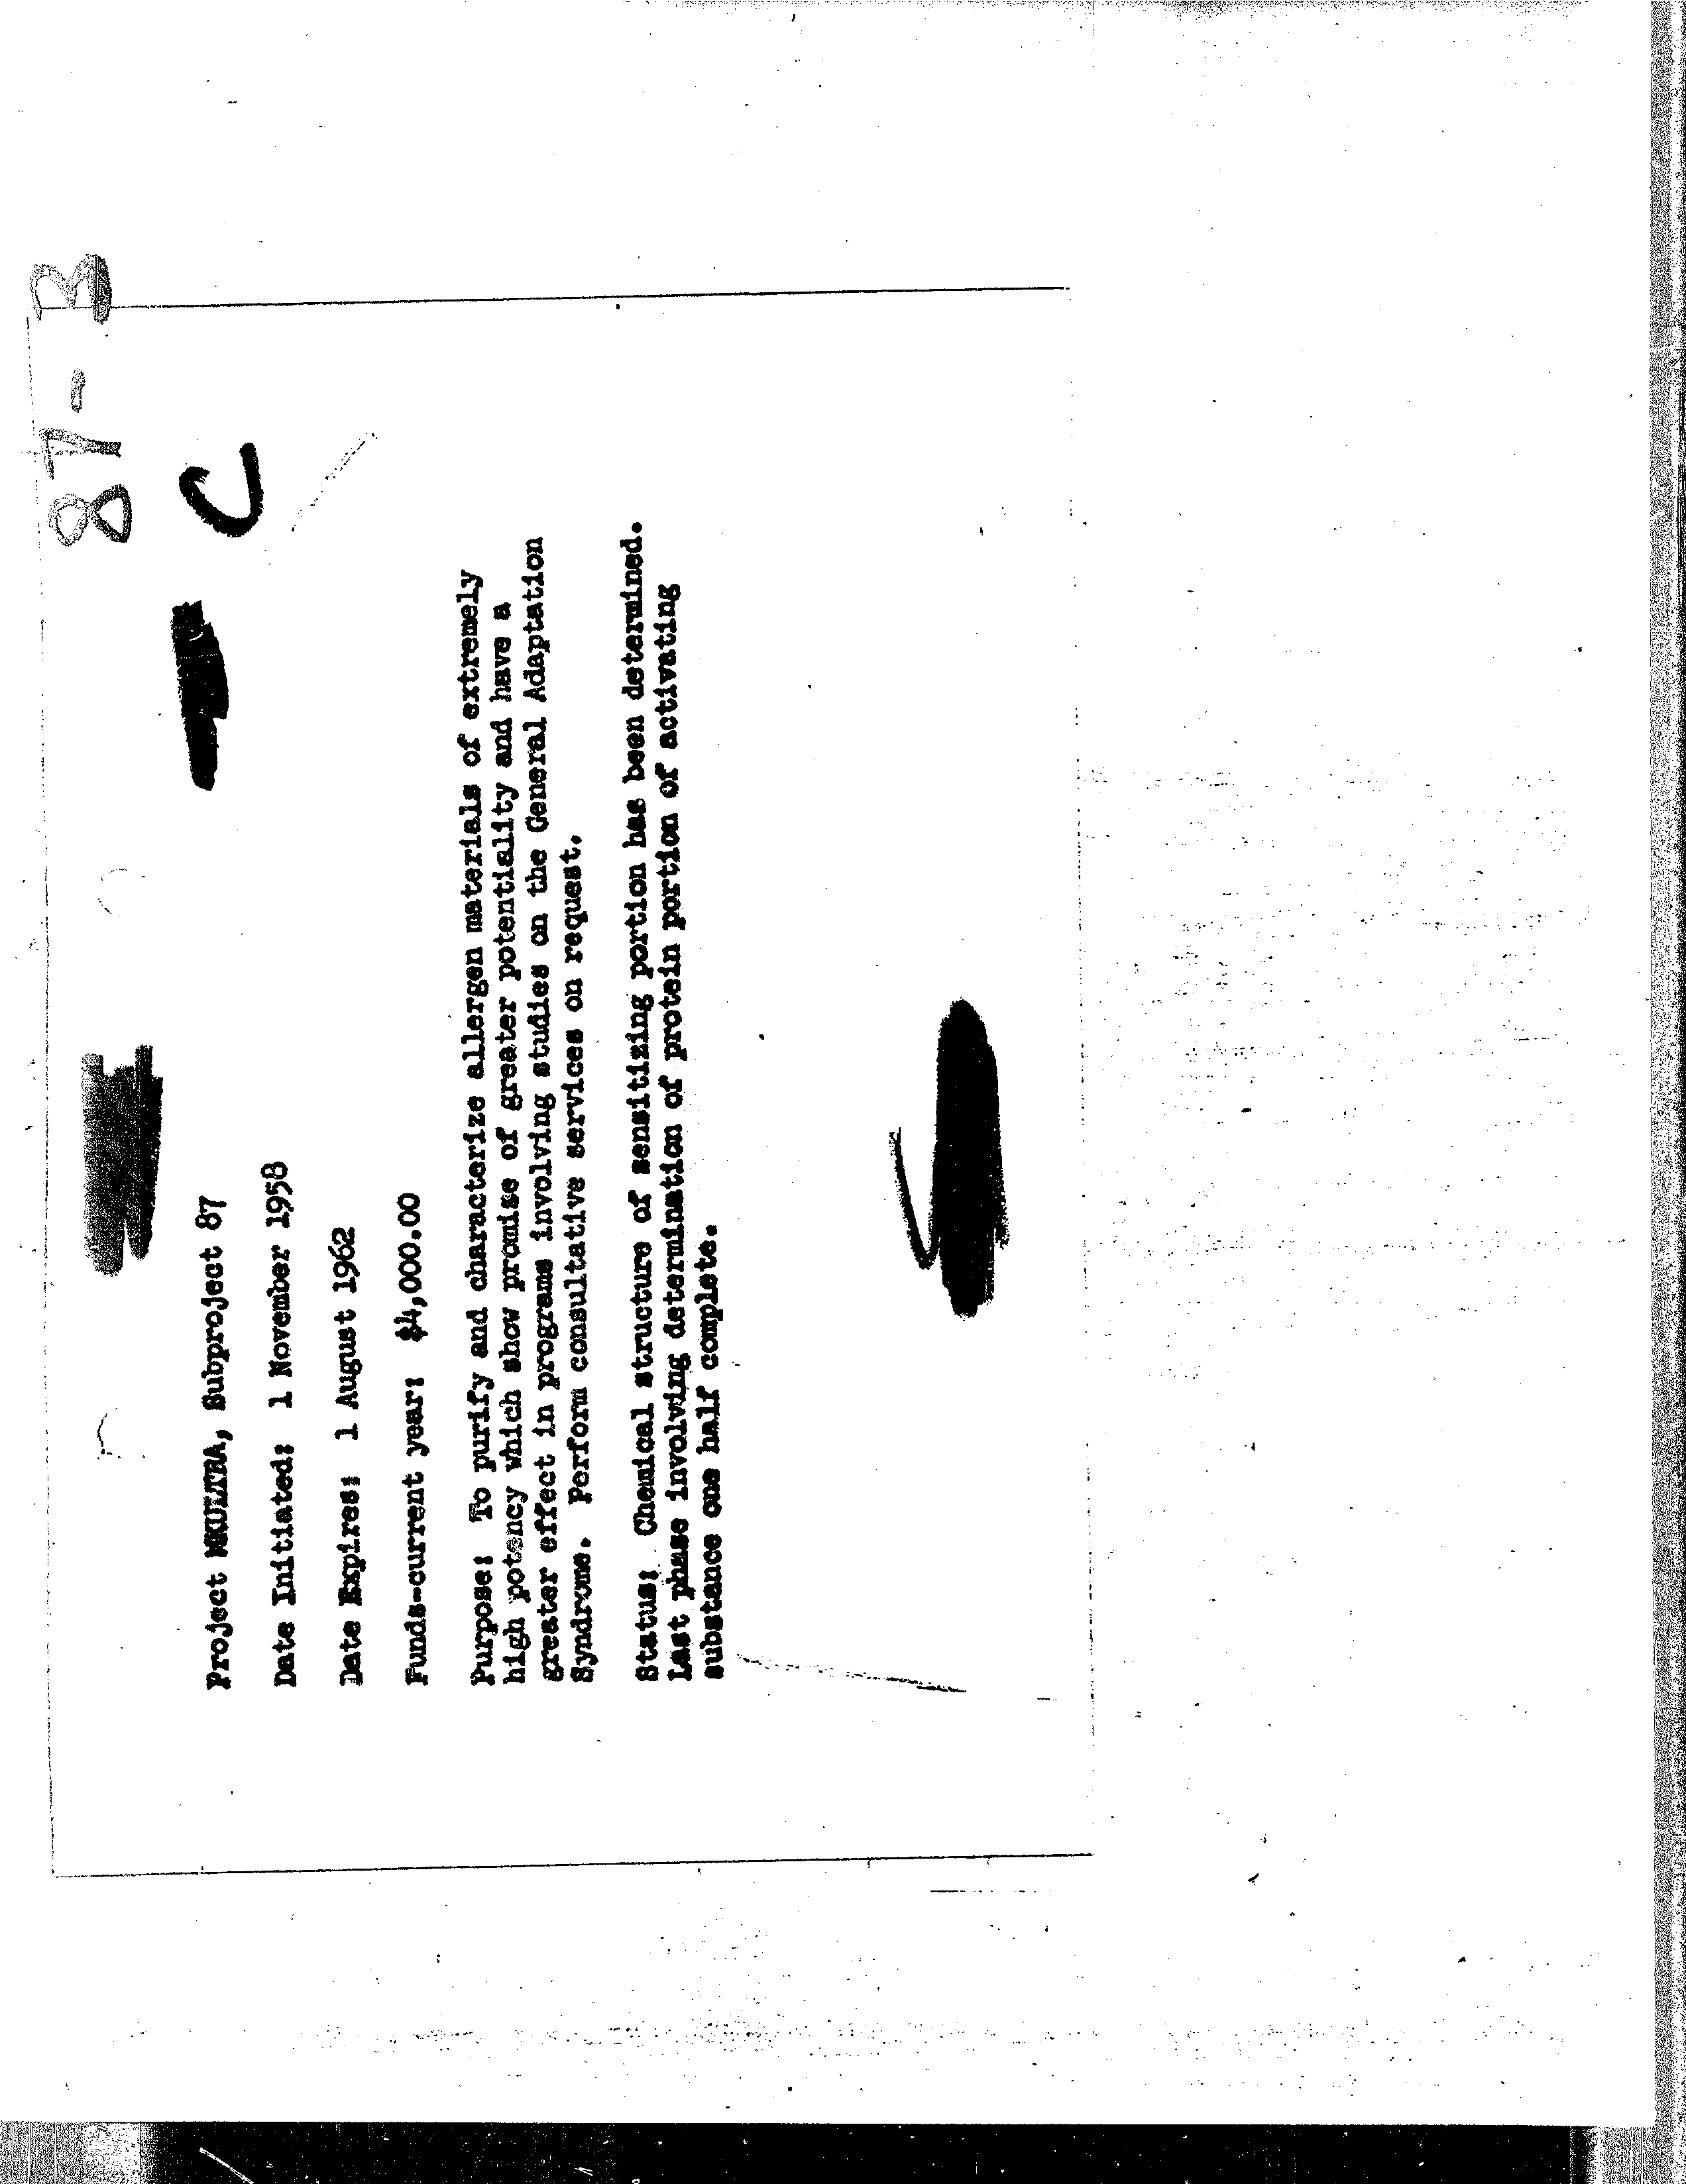 87-B
C
Project MKULTRA, Subproject 87
Date Initiated: 1 November 1958
Date Expires: 1 August 1962
Funds-current year: $4,000.00
Purpose: To purify and characterize allergen materials of extremely
high potency which show promise of greater potentiality and have a
greater effect in programs involving studies on the General Adaptation
Syndrome. Perform consultative services on request.
Status: Chemical structure of sensitizing portion has been determined.
Last phase involving determination of protein portion of activating
substance one half complete.